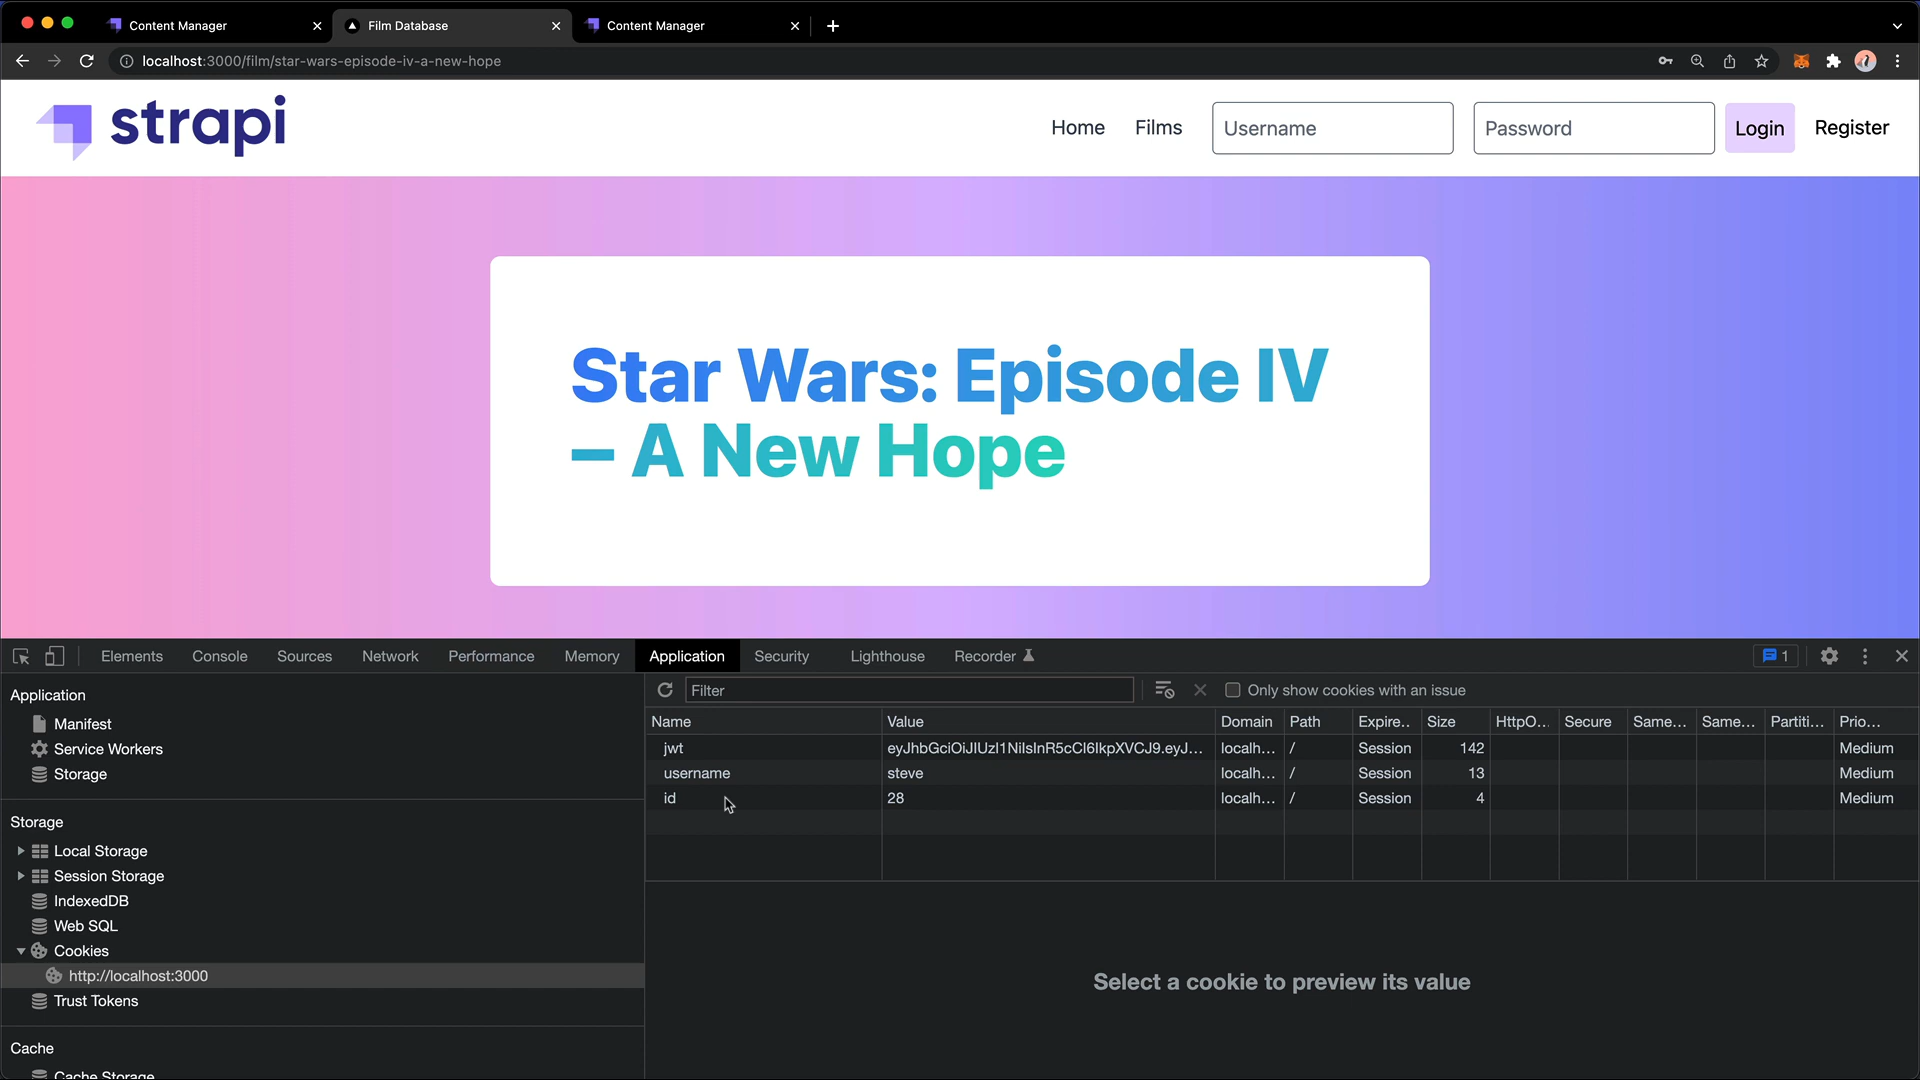 Content Manager
Film Database
Content Manager
localhost:3000/film/star-wars-episode-iv-a-new-hope
strapi
Home
Films
Username
Password
Login
Register
Star Wars: Episode IV
– A New Hope
Elements
Console
Sources
Network
Performance
Memory
Application
Security
Lighthouse
Recorder
1
Application
Manifest
Service Workers
Storage
Storage
Local Storage
Session Storage
IndexedDB
Web SQL
Cookies
http://localhost:3000
Trust Tokens
Cache
Cache Storage
Filter
Only show cookies with an issue
Name Value Domain Path Expire... Size HttpO... Secure Same... Same... Partiti... Prio...
jwt eyJhbGciOiJIUzI1NiIsInR5cCI6IkpXVCJ9.eyJ... localh... / Session 142 Medium
username steve localh... / Session 13 Medium
id 28 localh... / Session 4 Medium
Select a cookie to preview its value